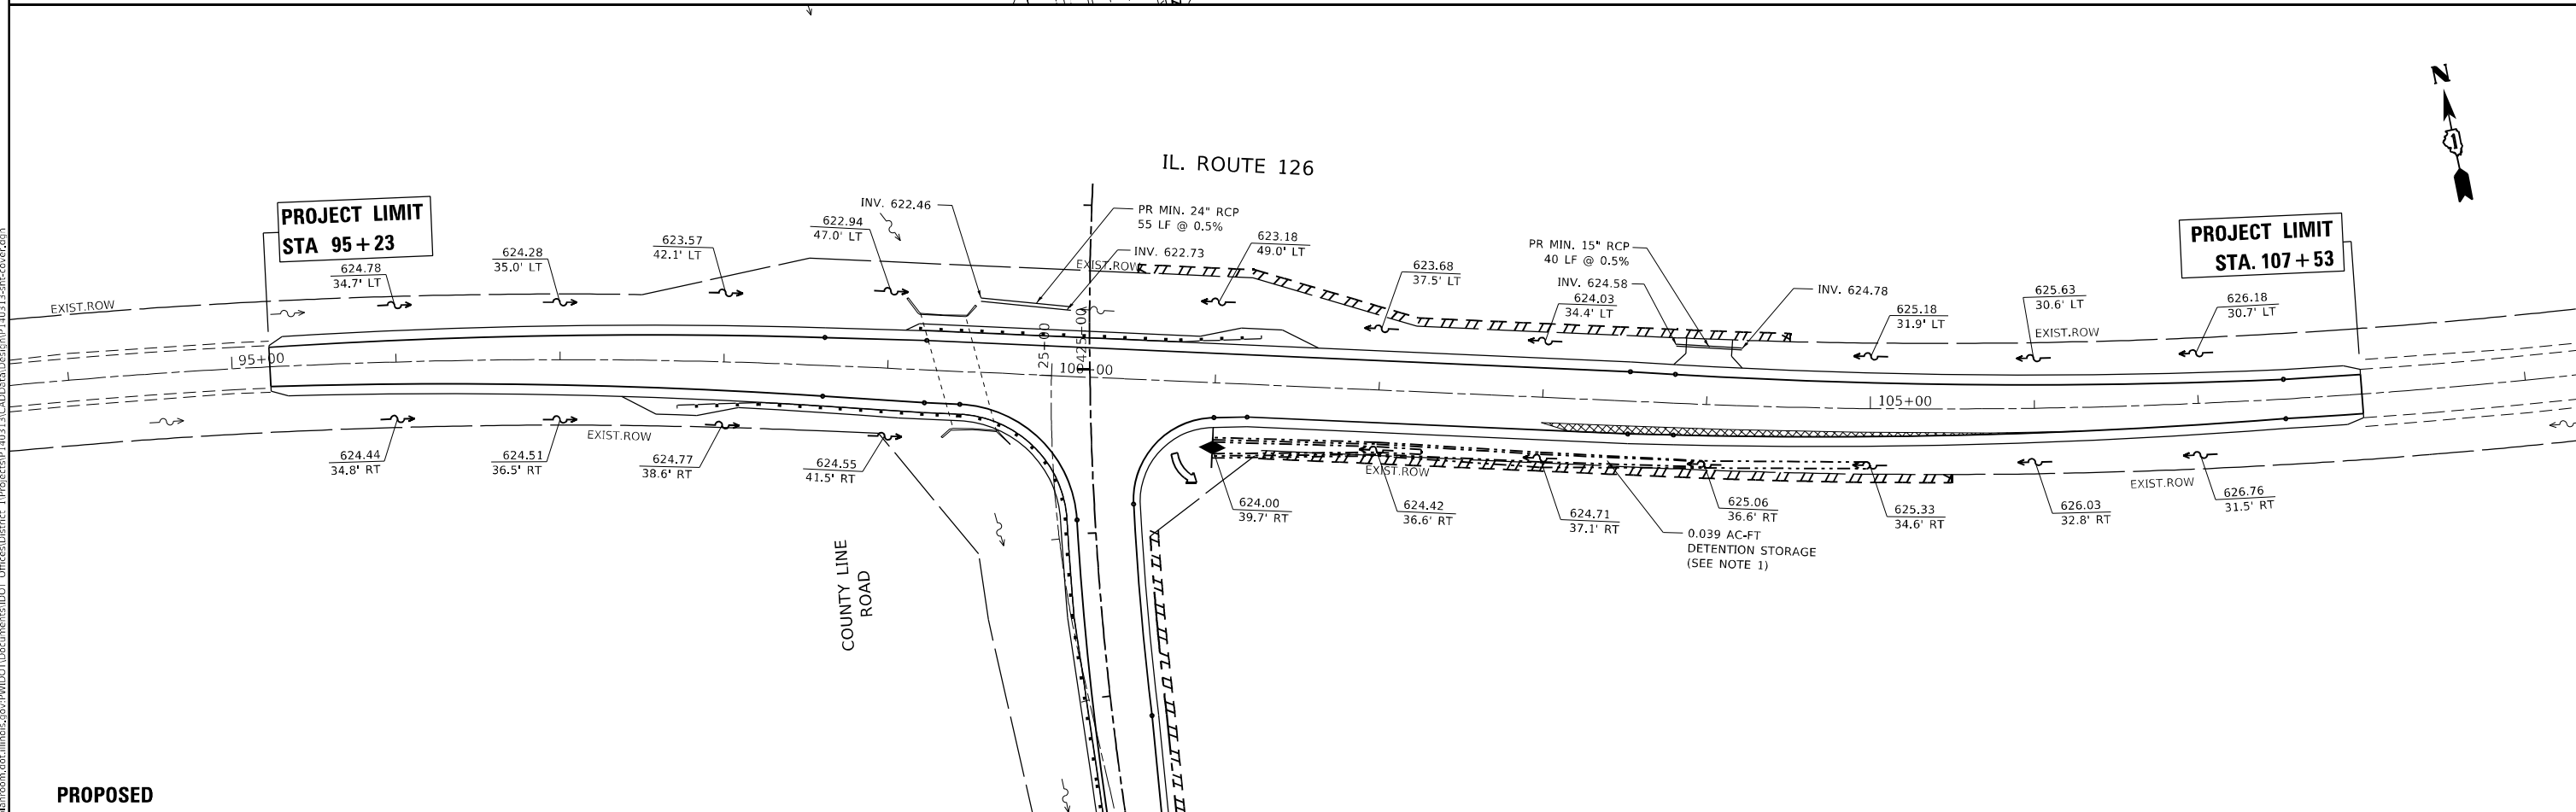 IL. ROUTE 126
N
1
PROJECT LIMIT
STA 95+23
PROJECT LIMIT
STA. 107+53
624.78
34.7' LT
624.28
35.0' LT
623.57
42.1' LT
622.94
47.0' LT
INV. 622.46
PR MIN. 24" RCP
55 LF @ 0.5%
INV. 622.73
623.18
49.0' LT
623.68
37.5' LT
PR MIN. 15" RCP
40 LF @ 0.5%
INV. 624.58
624.03
34.4' LT
INV. 624.78
625.18
31.9' LT
625.63
30.6' LT
626.18
30.7' LT
EXIST.ROW
EXIST.ROW
EXIST.ROW
95+00
25+00
100+00
105+00
EXIST.ROW
EXIST.ROW
EXIST.ROW
624.44
34.8' RT
624.51
36.5' RT
624.77
38.6' RT
624.55
41.5' RT
624.00
39.7' RT
624.42
36.6' RT
624.71
37.1' RT
625.06
36.6' RT
625.33
34.6' RT
626.03
32.8' RT
626.76
31.5' RT
0.039 AC-FT
DETENTION STORAGE
(SEE NOTE 1)
COUNTY LINE
ROAD
PROPOSED